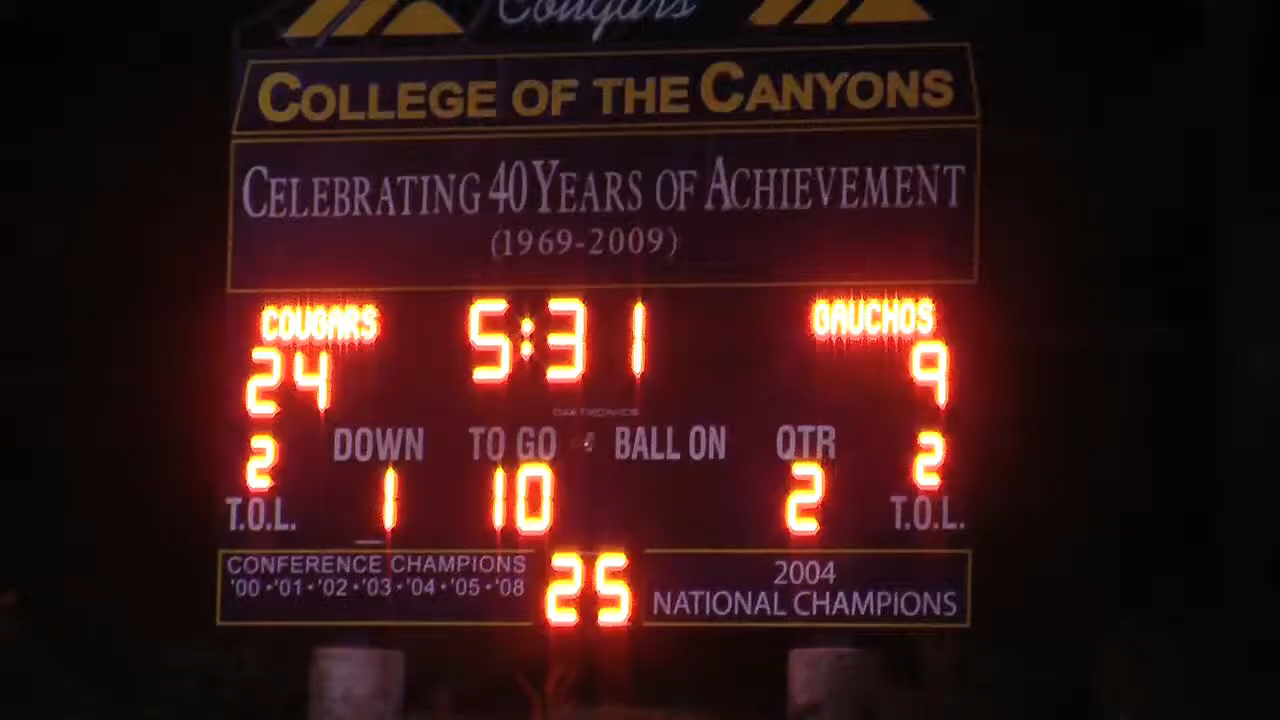 Cougars
COLLEGE OF THE CANYONS
CELEBRATING 40 YEARS OF ACHIEVEMENT
(1969-2009)
COUGARS 5:31 1 GAUCHOS
24 9
DAKTRONICS
DOWN TO GO BALL ON QTR
2 1 10 2 2
T.O.L. T.O.L.
CONFERENCE CHAMPIONS
'00 • '01 • '02 • '03 • '04 • '05 • '08
25
2004
NATIONAL CHAMPIONS